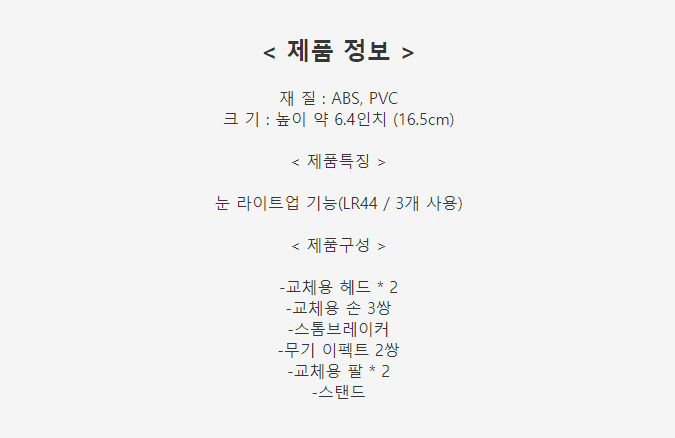 < 제품 정보 >
재 질 : ABS, PVC
크 기 : 높이 약 6.4인치 (16.5cm)
< 제품특징 >
눈 라이트업 기능(LR44 / 3개 사용)
< 제품구성 >
-교체용 헤드 * 2
-교체용 손 3쌍
-스톰브레이커
-무기 이펙트 2쌍
-교체용 팔 * 2
-스탠드